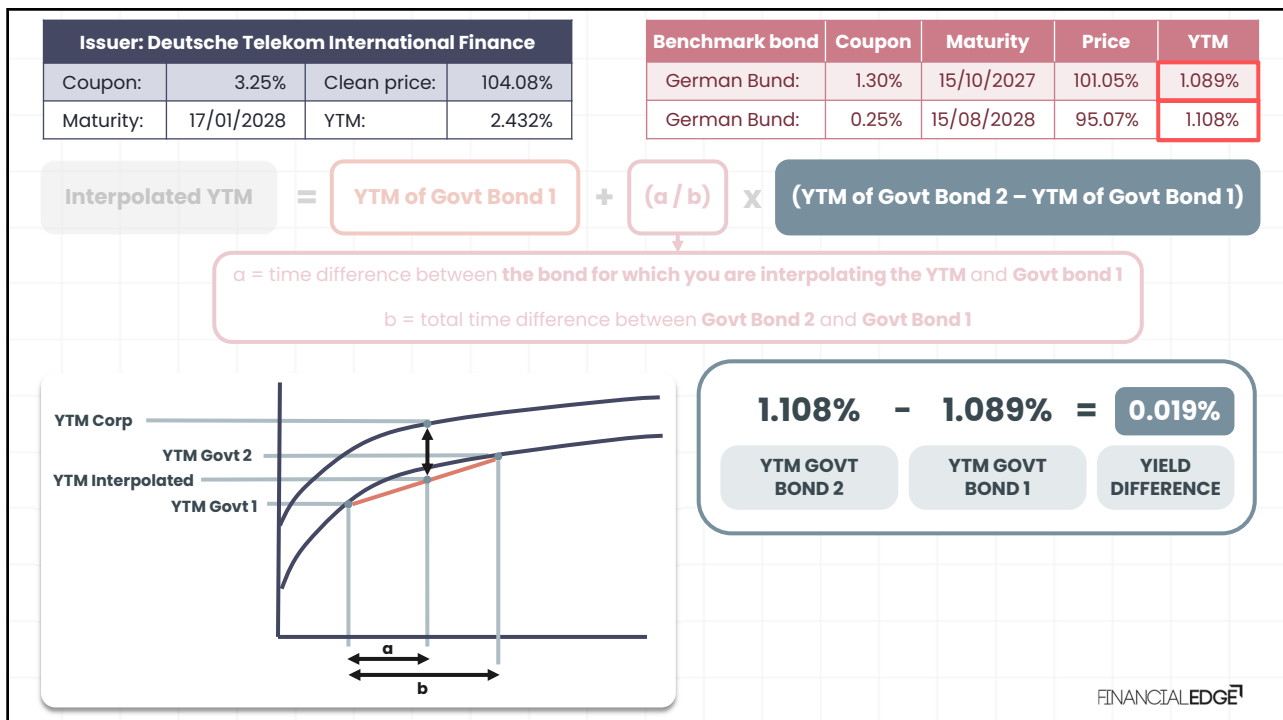 Issuer: Deutsche Telekom International Finance
Coupon: 3.25% Clean price: 104.08%
Maturity: 17/01/2028 YTM: 2.432%
Benchmark bond Coupon Maturity Price YTM
German Bund: 1.30% 15/10/2027 101.05% 1.089%
German Bund: 0.25% 15/08/2028 95.07% 1.108%
Interpolated YTM = YTM of Govt Bond 1 + (a / b) x (YTM of Govt Bond 2 – YTM of Govt Bond 1)
a = time difference between the bond for which you are interpolating the YTM and Govt bond 1
b = total time difference between Govt Bond 2 and Govt Bond 1
YTM Corp
YTM Govt 2
YTM Interpolated
YTM Govt 1
a
b
1.108% - 1.089% = 0.019%
YTM GOVT
BOND 2
YTM GOVT
BOND 1
YIELD
DIFFERENCE
FINANCIALEDGE